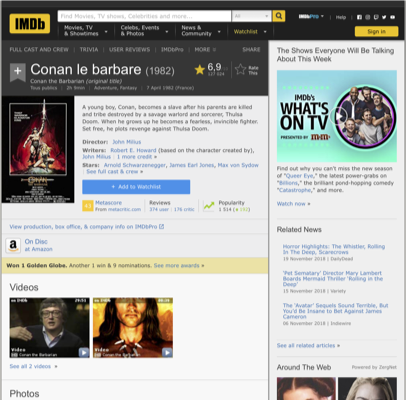 IMDb
Find Movies, TV shows, Celebrities and more...
All
IMDbPro
Help
Movies, TV & Showtimes
Celebs, Events & Photos
News & Community
Watchlist
Sign in
FULL CAST AND CREW | TRIVIA | USER REVIEWS | IMDbPro | MORE
SHARE
Conan le barbare (1982)
Conan the Barbarian (original title)
Tous publics | 2h 9min | Adventure, Fantasy | 7 April 1982 (France)
6,9
Rate This
A young boy, Conan, becomes a slave after his parents are killed
and tribe destroyed by a savage warlord and sorcerer, Thulsa
Doom. When he grows up he becomes a fearless, invincible fighter.
Set free, he plots revenge against Thulsa Doom.
Director: John Milius
Writers: Robert E. Howard (based on the character created by),
John Milius | 1 more credit »
Stars: Arnold Schwarzenegger, James Earl Jones, Max von Sydow
| See full cast & crew »
+ Add to Watchlist
Metascore
From metacritic.com
Reviews
374 user | 176 critic
Popularity
View production, box office, & company info on IMDbPro
On Disc
at Amazon
Won 1 Golden Globe. Another 1 win & 9 nominations. See more awards »
Videos
Video
Conan the Barbarian
Video
Conan the Barbarian
See all 2 videos »
Photos
The Shows Everyone Will Be Talking
About This Week
IMDb's
WHAT'S
ON TV
PRESENTED BY M&M'S
Find out why you can't miss the new season
of "Queer Eye," the latest power-grabs on
"Billions," the brilliant pond-hopping comedy
"Catastrophe," and more.
Watch now »
Related News
Horror Highlights: The Whistler, Rolling
In The Deep, Scarecrows
19 November 2018 | DailyDead
'Pet Sematary' Director Mary Lambert
Boards Mermaid Thriller 'Rolling in the
Deep'
15 November 2018 | Variety
The 'Avatar' Sequels Sound Terrible, But
You'd Be Insane to Bet Against James
Cameron
06 November 2018 | Indiewire
See all related articles »
Around The Web
Powered by ZergNet